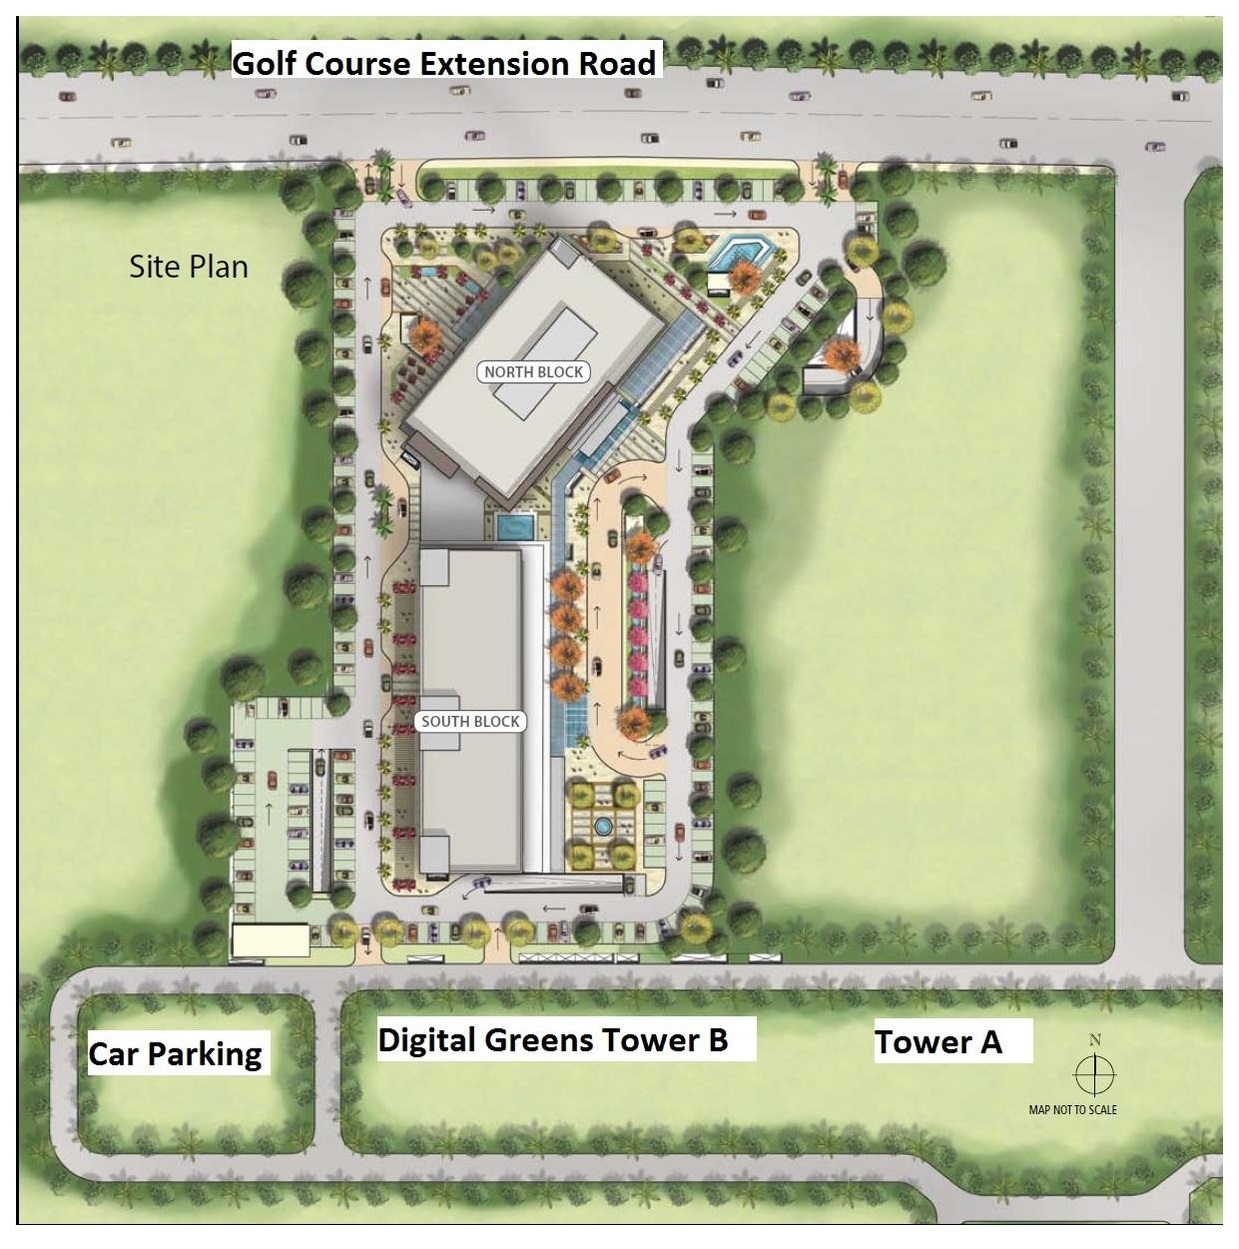 Golf Course Extension Road
Site Plan
NORTH BLOCK
SOUTH BLOCK
Car Parking
Digital Greens Tower B
Tower A
N
MAP NOT TO SCALE